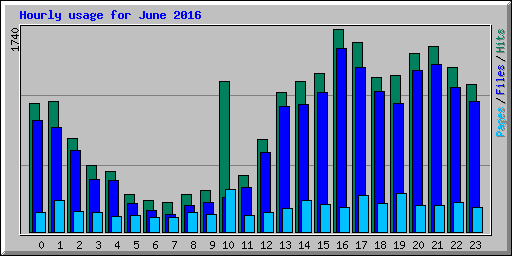 Hourly usage for June 2016
1740
Pages/Files/Hits
0 1 2 3 4 5 6 7 8 9 10 11 12 13 14 15 16 17 18 19 20 21 22 23